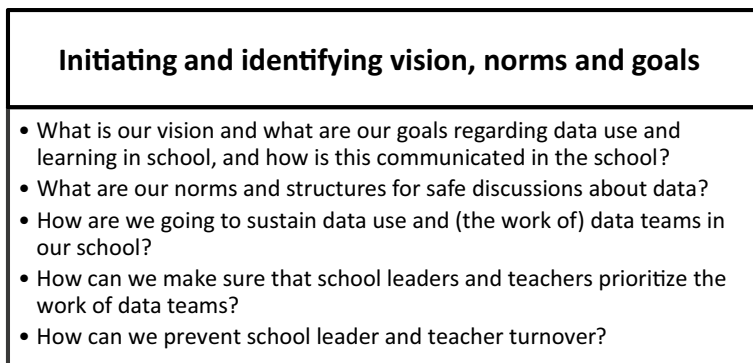 Initiating and identifying vision, norms and goals
• What is our vision and what are our goals regarding data use and
learning in school, and how is this communicated in the school?
• What are our norms and structures for safe discussions about data?
• How are we going to sustain data use and (the work of) data teams in
our school?
• How can we make sure that school leaders and teachers prioritize the
work of data teams?
• How can we prevent school leader and teacher turnover?